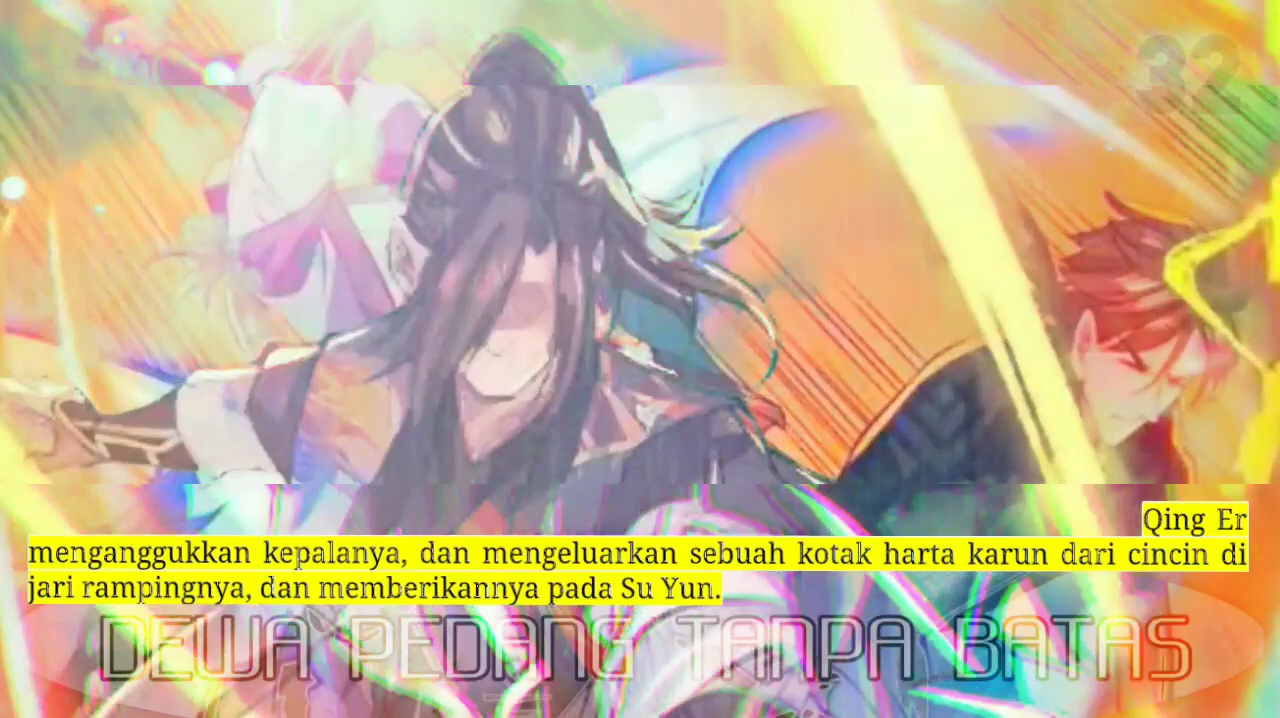 32
Qing Er
menganggukkan kepalanya, dan mengeluarkan sebuah kotak harta karun dari cincin di
jari rampingnya, dan memberikannya pada Su Yun.
DEWA PEDANG TANPA BATAS